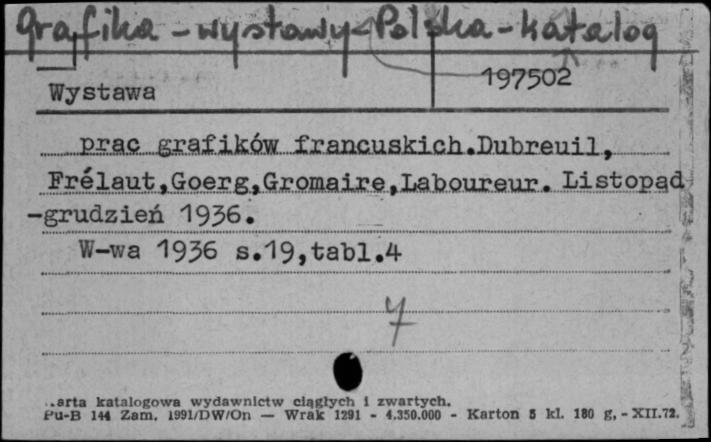 Grafika - wystawy - Polska - katalog
197502
Wystawa
prac grafików francuskich.Dubreuil,
Frélaut,Goerg,Gromaire,Laboureur. Listopad
-grudzień 1936.
W-wa 1936 s.19,tabl.4
7
arta katalogowa wydawnictw ciągłych i zwartych.
Pu-B 144 Zam. 1991/DW/On — Wrak 1291 - 4.350.000 - Karton 5 kl. 180 g, - XII.72.